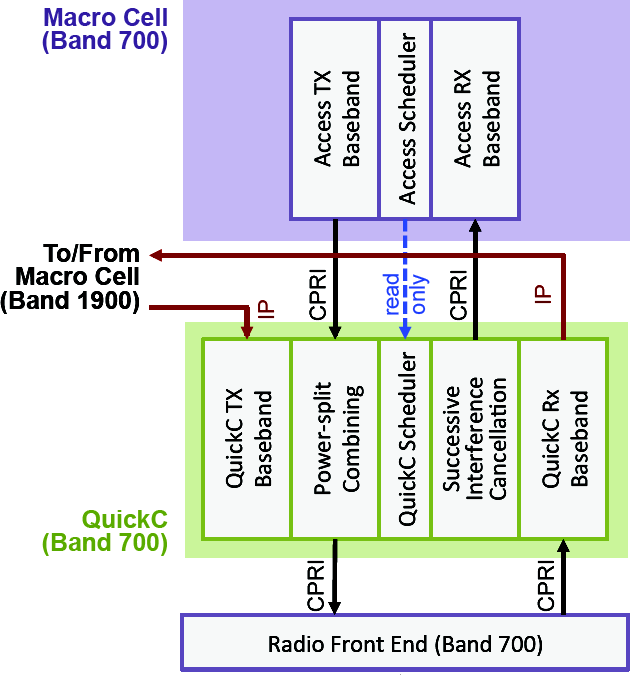 Macro Cell
(Band 700)
Access TX
Baseband
Access Scheduler
Access RX
Baseband
To/From
Macro Cell
(Band 1900)
IP
CPRI
read
only
CPRI
IP
QuickC TX
Baseband
Power-split
Combining
QuickC Scheduler
Successive
Interference
Cancellation
QuickC Rx
Baseband
QuickC
(Band 700)
CPRI
CPRI
Radio Front End (Band 700)